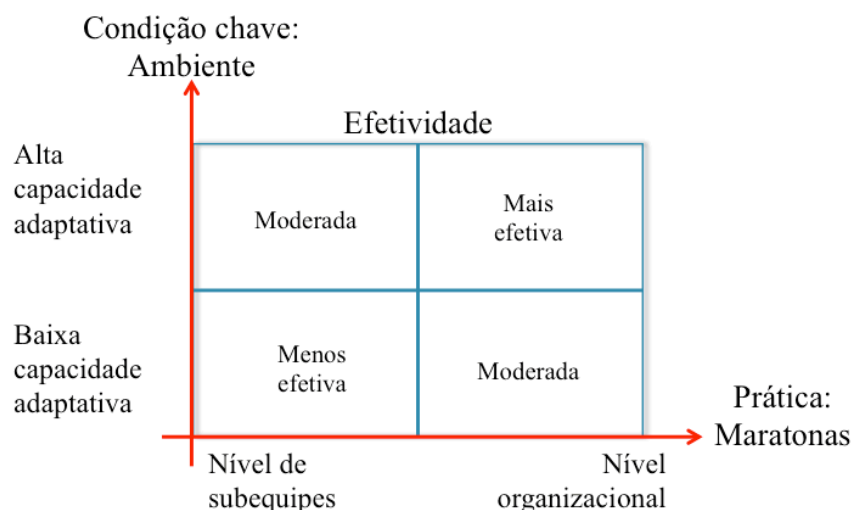 Condição chave:
Ambiente
Efetividade
Alta
capacidade
adaptativa
Moderada
Mais
efetiva
Baixa
capacidade
adaptativa
Menos
efetiva
Moderada
Prática:
Maratonas
Nível de
subequipes
Nível
organizacional